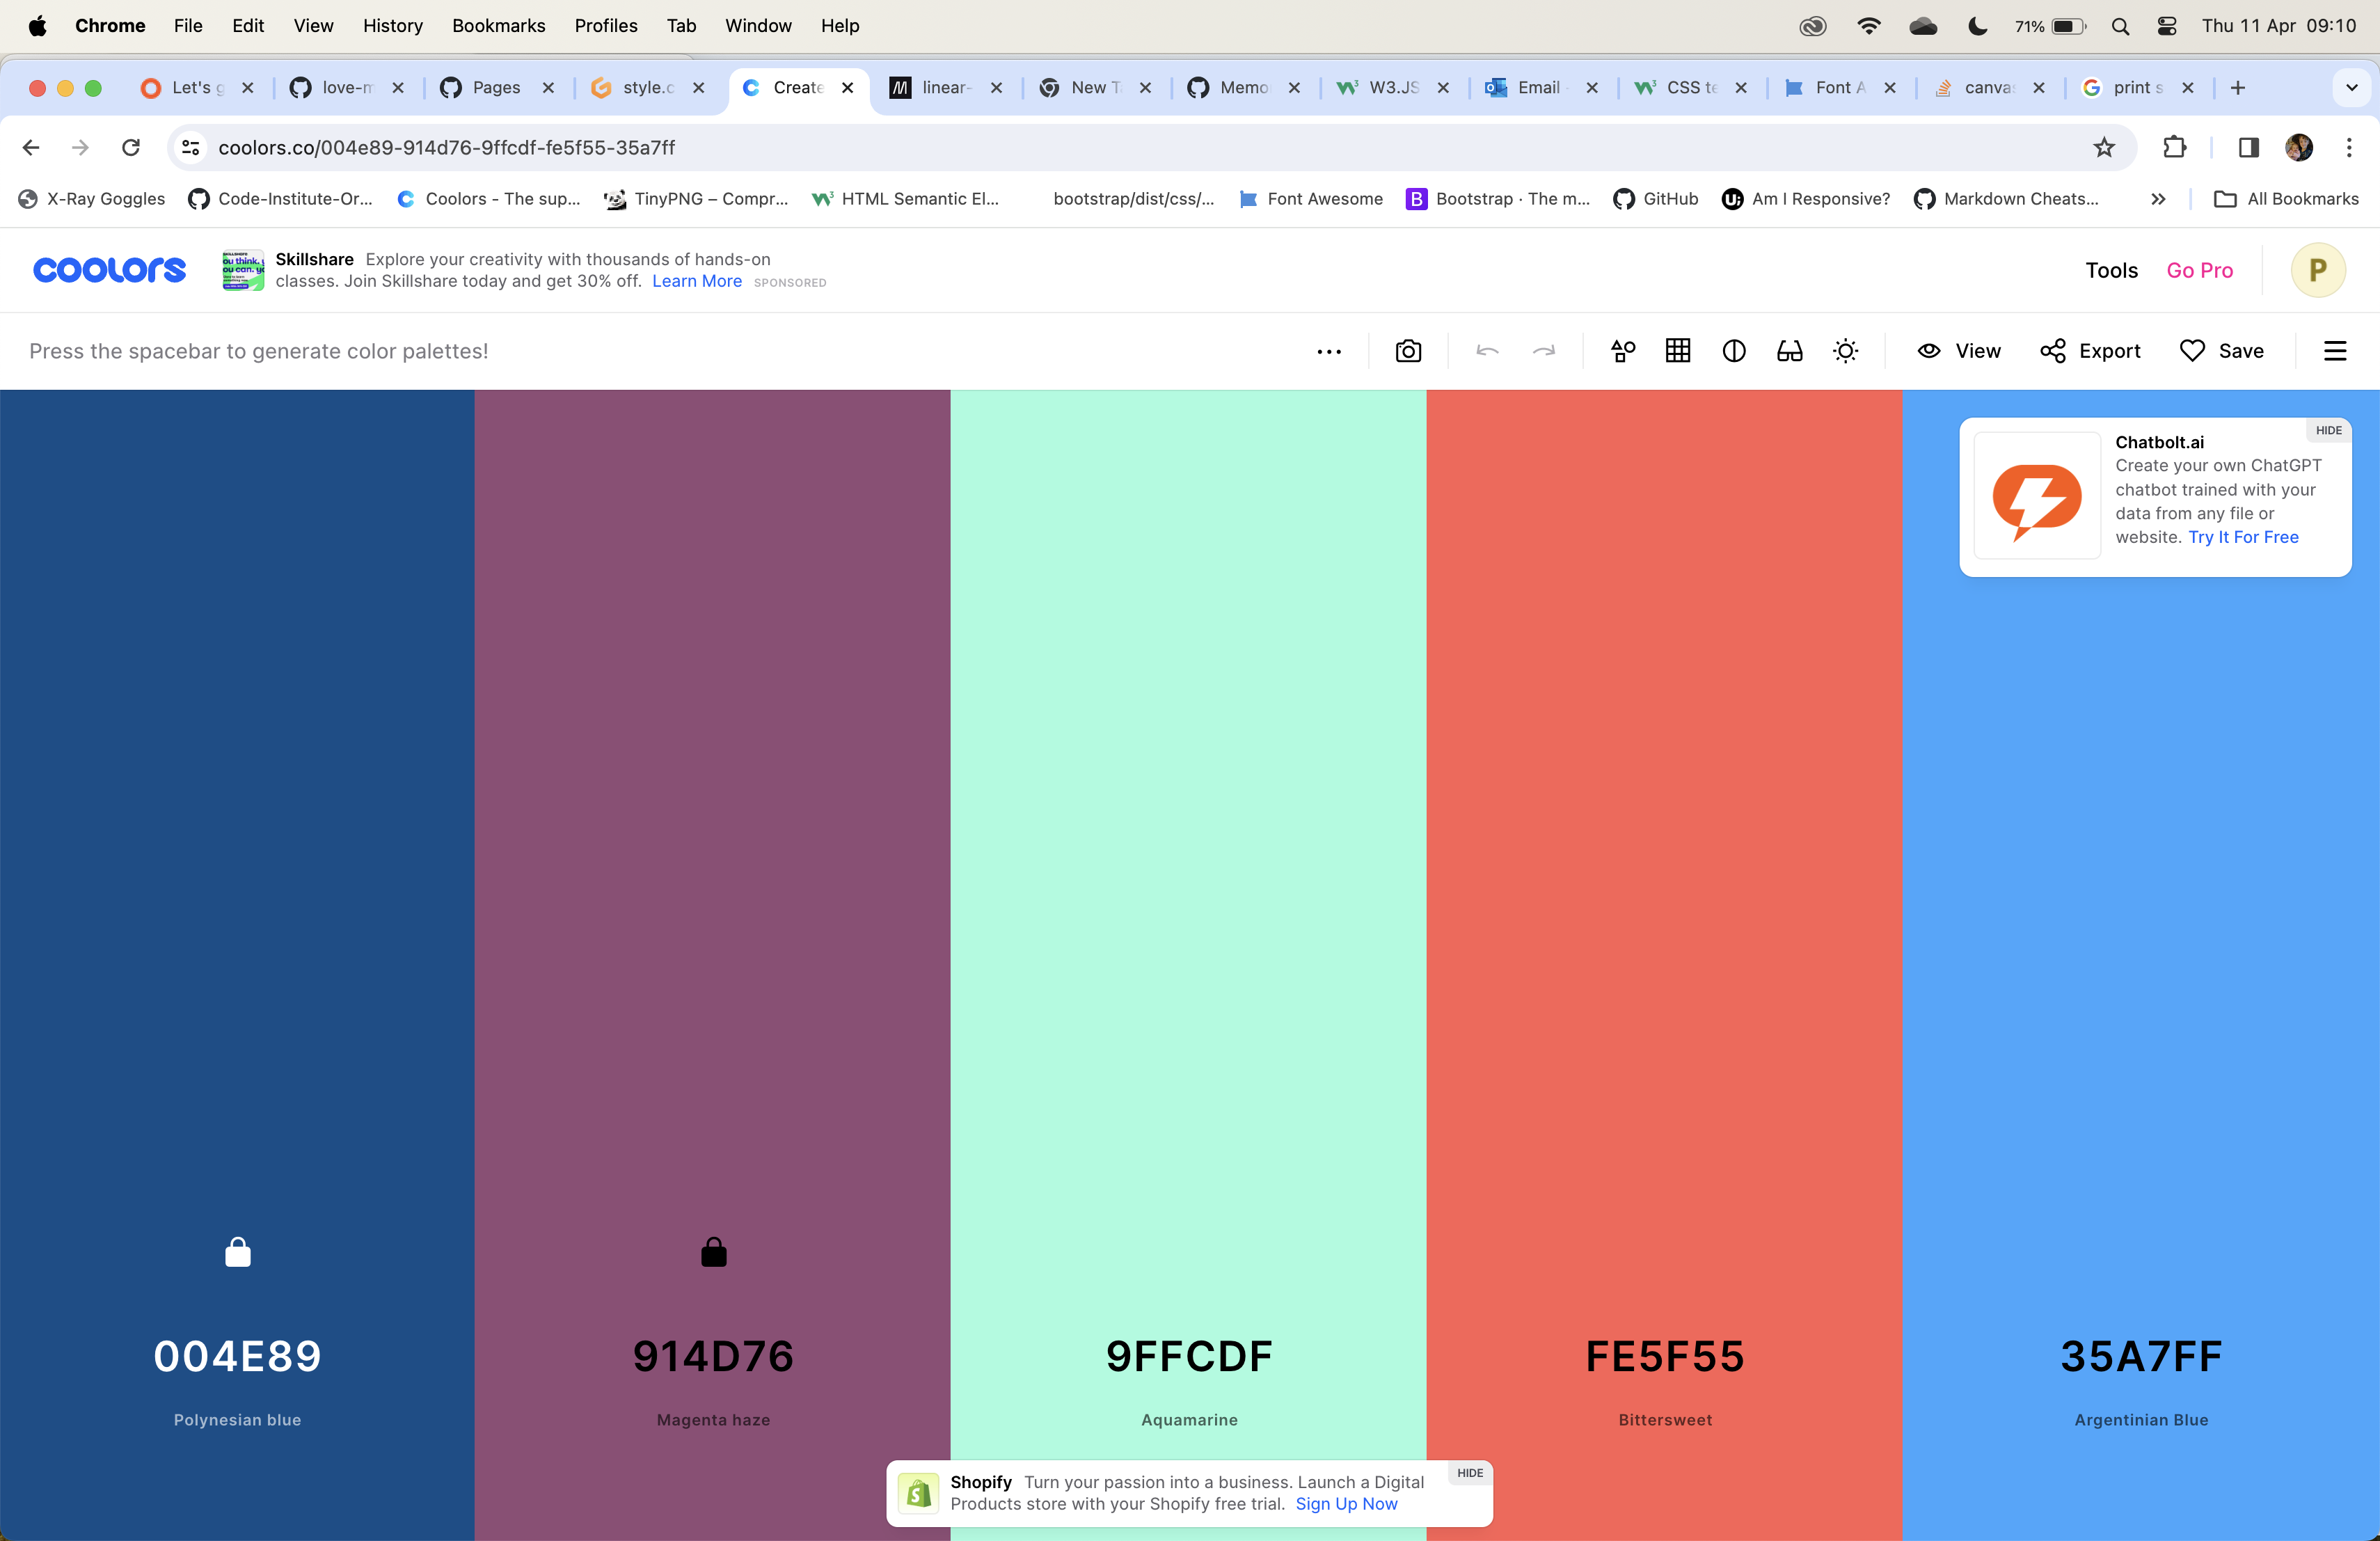 Chrome File Edit View History Bookmarks Profiles Tab Window Help 71% Thu 11 Apr 09:10
Let's g love-m Pages style.c Create linear- New T Memo W3.JS Email CSS te Font A canva print s
coolors.co/004e89-914d76-9ffcdf-fe5f55-35a7ff
X-Ray Goggles Code-Institute-Or... Coolors - The sup... TinyPNG – Compr... HTML Semantic El... bootstrap/dist/css/... Font Awesome Bootstrap · The m... GitHub Am I Responsive? Markdown Cheats... All Bookmarks
coolors
Skillshare Explore your creativity with thousands of hands-on
classes. Join Skillshare today and get 30% off. Learn More SPONSORED
Tools Go Pro P
Press the spacebar to generate color palettes! View Export Save
HIDE
Chatbolt.ai
Create your own ChatGPT
chatbot trained with your
data from any file or
website. Try It For Free
004E89 914D76 9FFCDF FE5F55 35A7FF
Polynesian blue Magenta haze Aquamarine Bittersweet Argentinian Blue
HIDE
Shopify Turn your passion into a business. Launch a Digital
Products store with your Shopify free trial. Sign Up Now